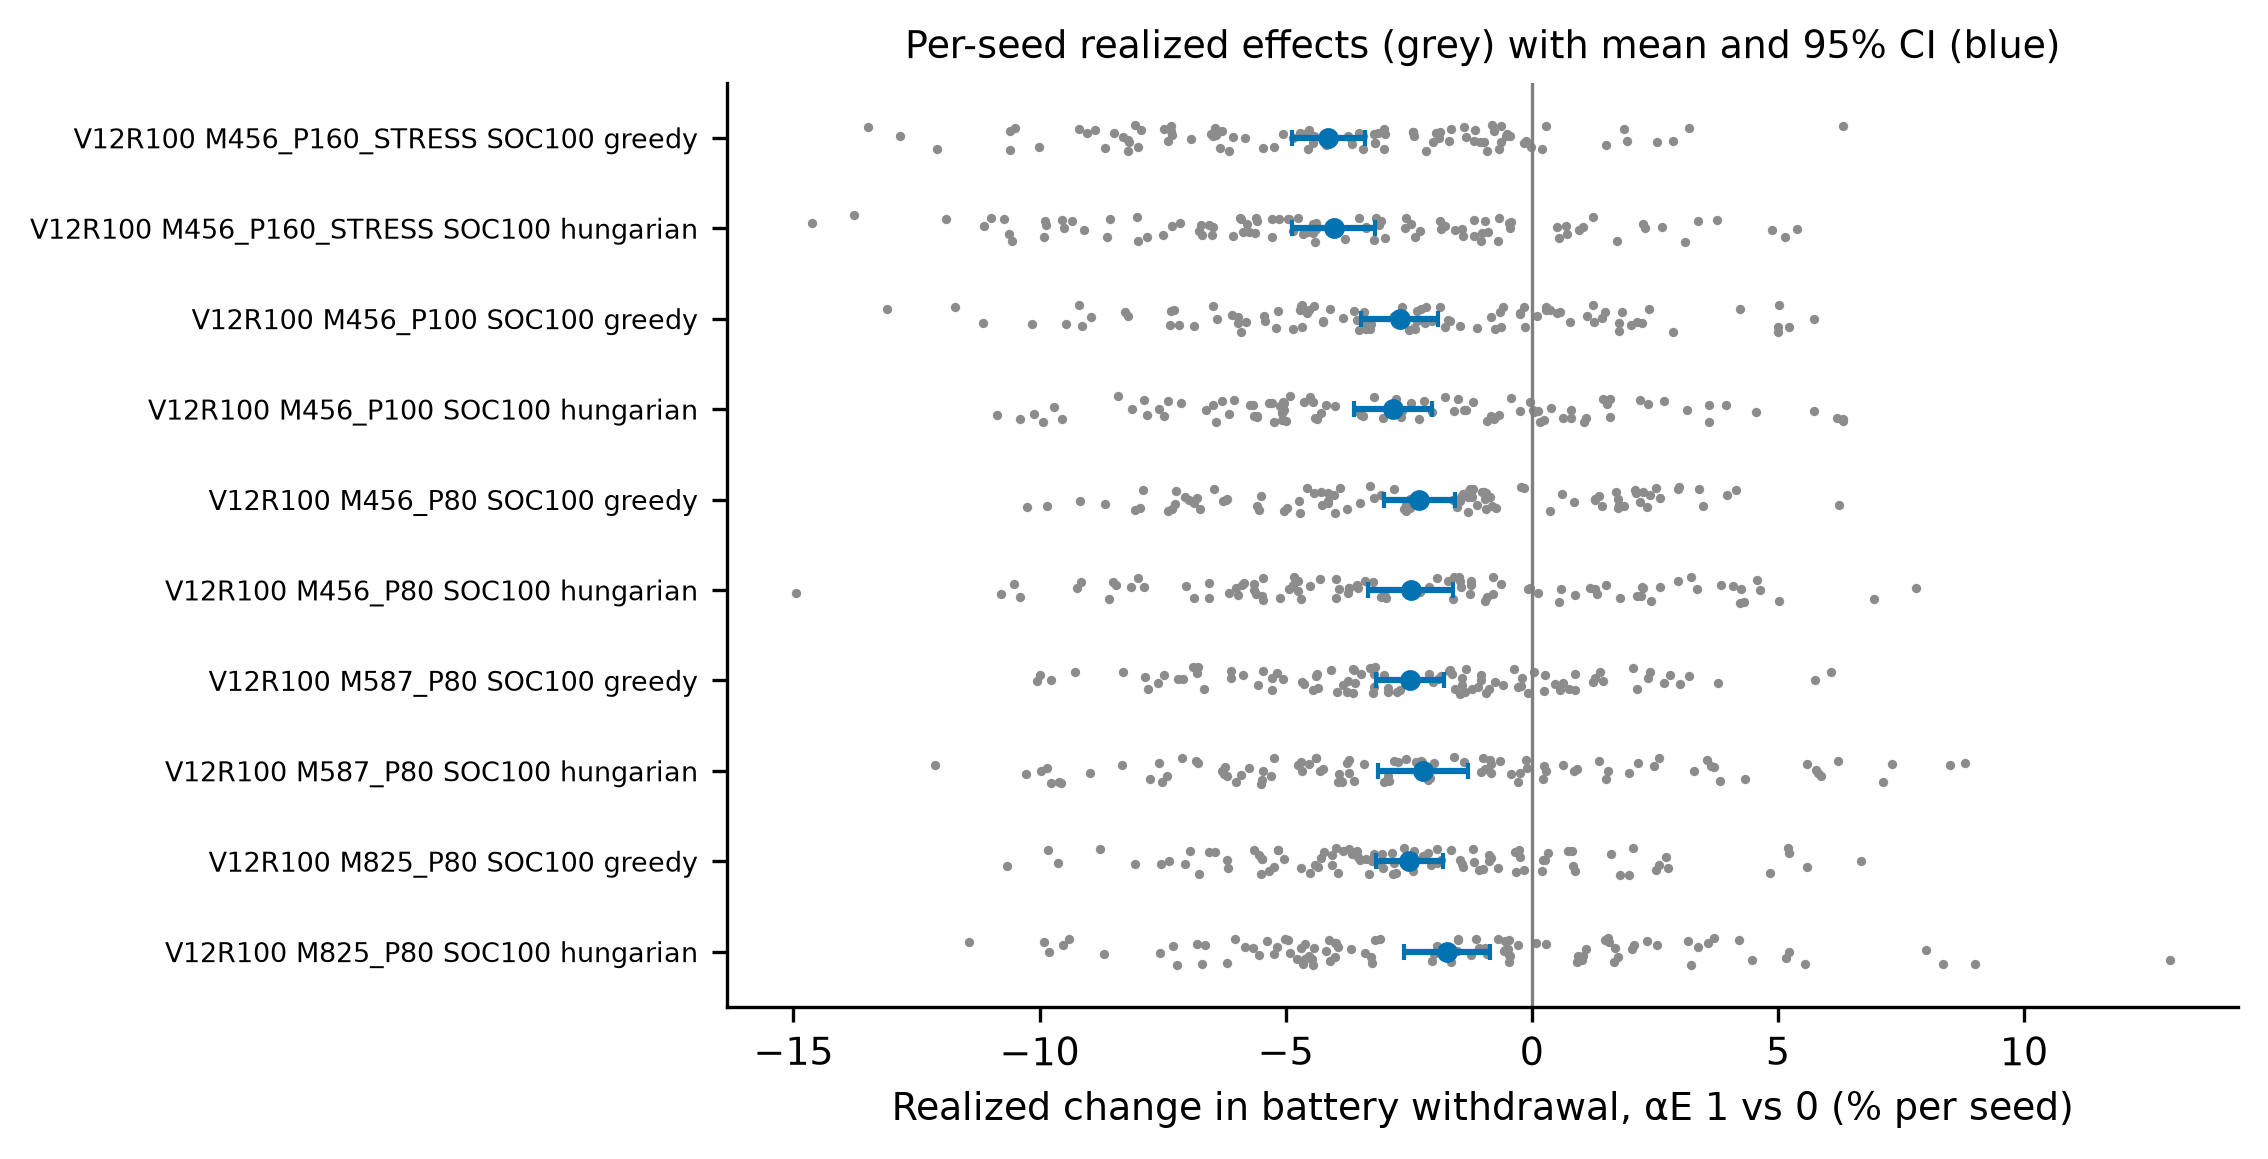 Per-seed realized effects (grey) with mean and 95% CI (blue)
V12R100 M456_P160_STRESS SOC100 greedy
V12R100 M456_P160_STRESS SOC100 hungarian
V12R100 M456_P100 SOC100 greedy
V12R100 M456_P100 SOC100 hungarian
V12R100 M456_P80 SOC100 greedy
V12R100 M456_P80 SOC100 hungarian
V12R100 M587_P80 SOC100 greedy
V12R100 M587_P80 SOC100 hungarian
V12R100 M825_P80 SOC100 greedy
V12R100 M825_P80 SOC100 hungarian
−15 −10 −5 0 5 10
Realized change in battery withdrawal, αE 1 vs 0 (% per seed)